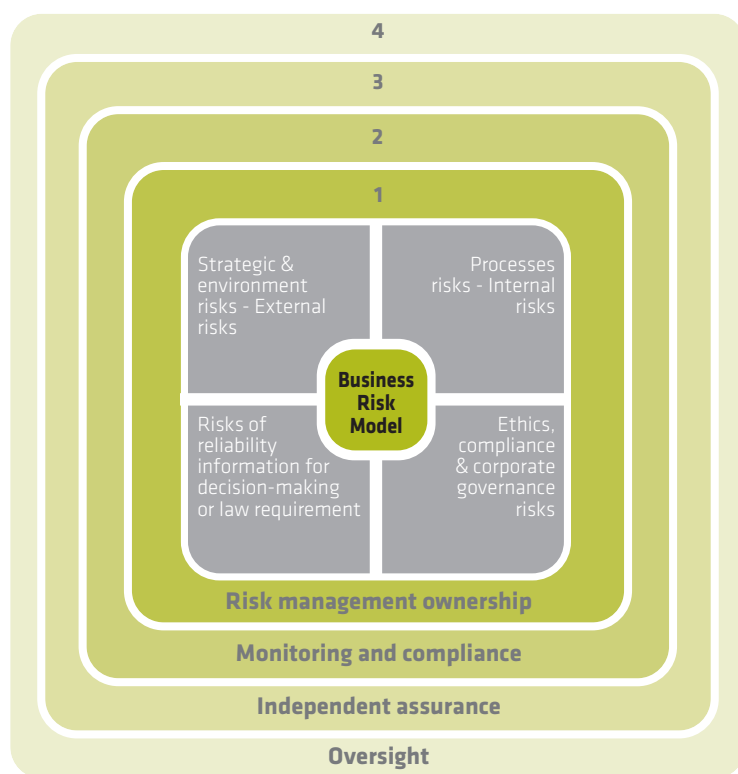 4
3
2
1
Strategic &
environment
risks - External
risks
Processes
risks - Internal
risks
Business
Risk
Model
Risks of
reliability
information for
decision-making
or law requirement
Ethics,
compliance
& corporate
governance
risks
Risk management ownership
Monitoring and compliance
Independent assurance
Oversight